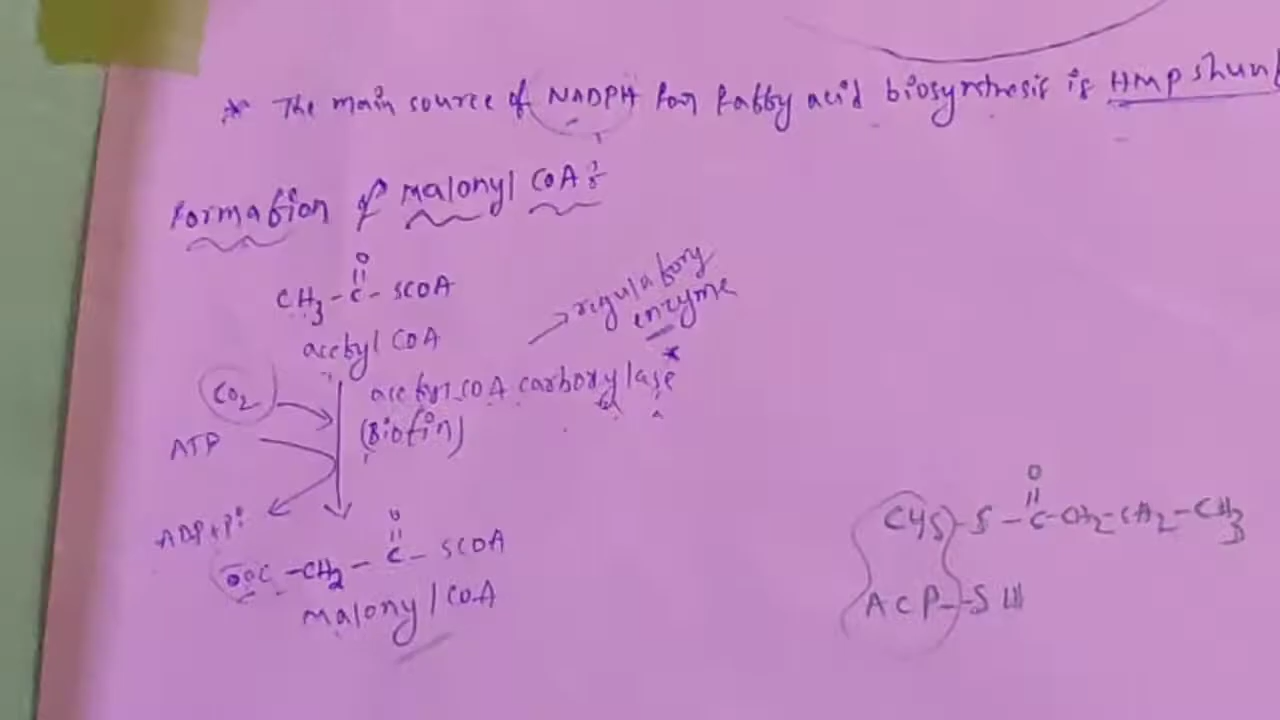 * The main source of NADPH for fatty acid biosynthesis is HMP shunt
Formation of Malonyl CoA:
O
CH3 - C - SCOA
acetyl COA
→ regulatory
enzyme
*
acetyl COA carboxylase
(Biotin)
CO2
ATP
ADP+Pi
O
ŌOC - CH2 - C - SCOA
Malonyl COA
O
CYS - S - C - CH2 - CH2 - CH3
ACP - SH